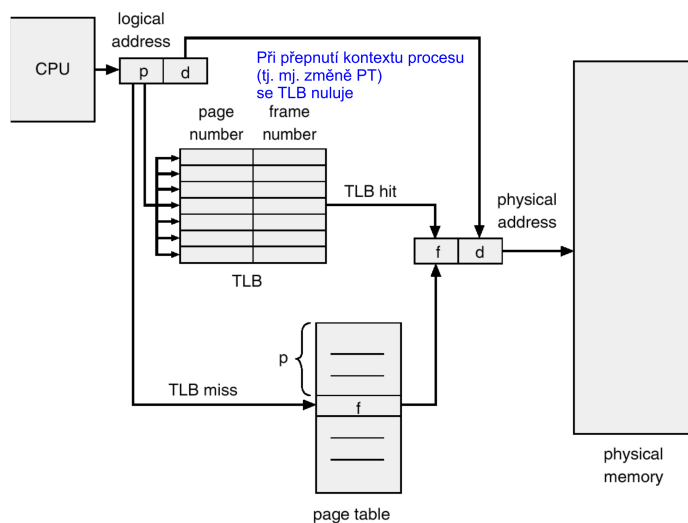 logical
address
CPU
p
d
Při přepnutí kontextu procesu
(tj. mj. změně PT)
se TLB nuluje
page
number
frame
number
TLB hit
physical
address
f
d
TLB
p
TLB miss
f
physical
memory
page table